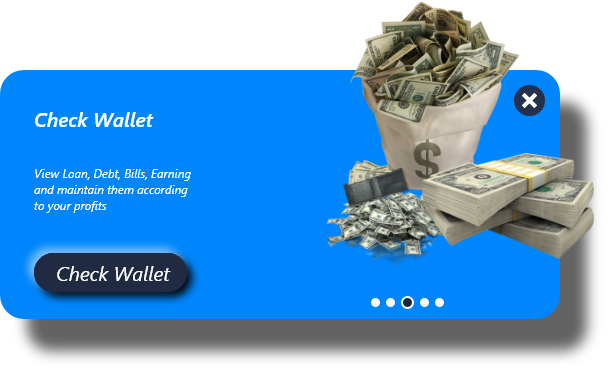 Check Wallet
View Loan, Debt, Bills, Earning
and maintain them according
to your profits
Check Wallet
$